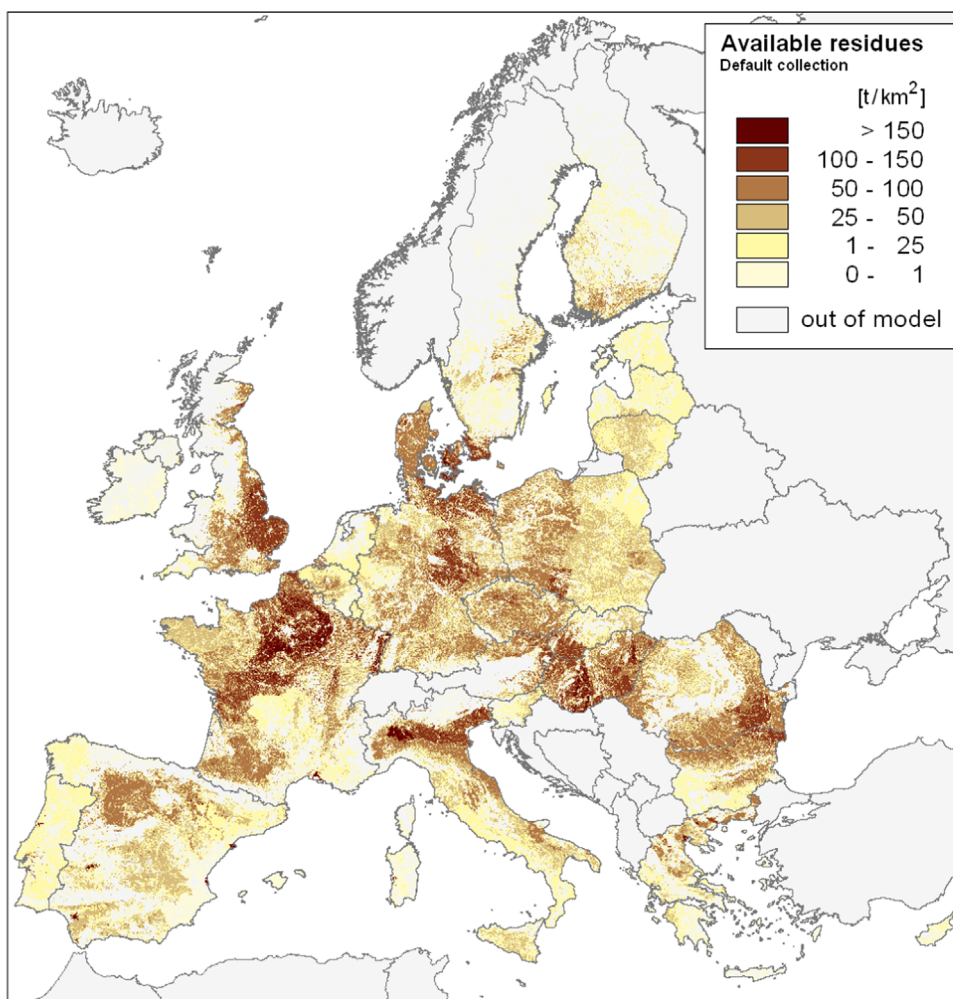 Available residues
Default collection
[t/km²]
> 150
100 - 150
50 - 100
25 - 50
1 - 25
0 - 1
out of model